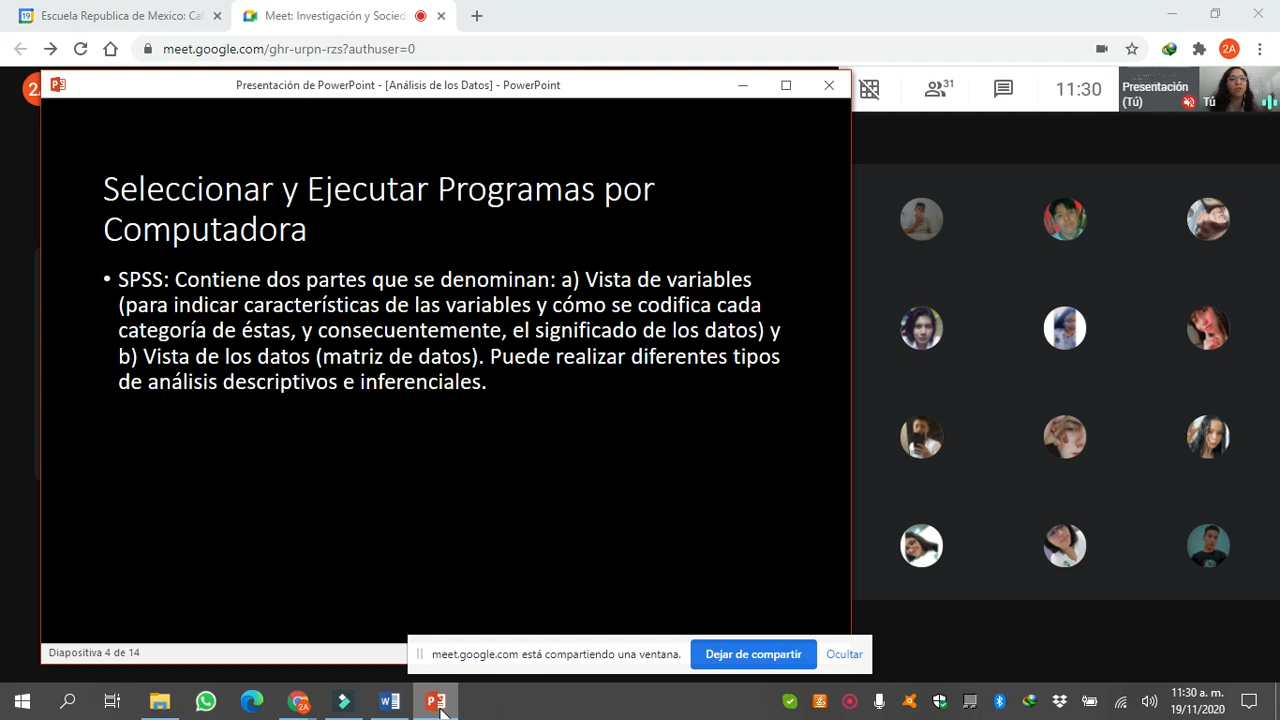 Escuela Republica de Mexico: Cal
Meet: Investigación y Socied
meet.google.com/ghr-urpn-rzs?authuser=0
2A
Presentación de PowerPoint - [Análisis de los Datos] - PowerPoint
31
11:30
Presentación
(Tú)
Tú
Seleccionar y Ejecutar Programas por
Computadora
• SPSS: Contiene dos partes que se denominan: a) Vista de variables
(para indicar características de las variables y cómo se codifica cada
categoría de éstas, y consecuentemente, el significado de los datos) y
b) Vista de los datos (matriz de datos). Puede realizar diferentes tipos
de análisis descriptivos e inferenciales.
Diapositiva 4 de 14
meet.google.com está compartiendo una ventana.
Dejar de compartir
Ocultar
11:30 a. m.
19/11/2020